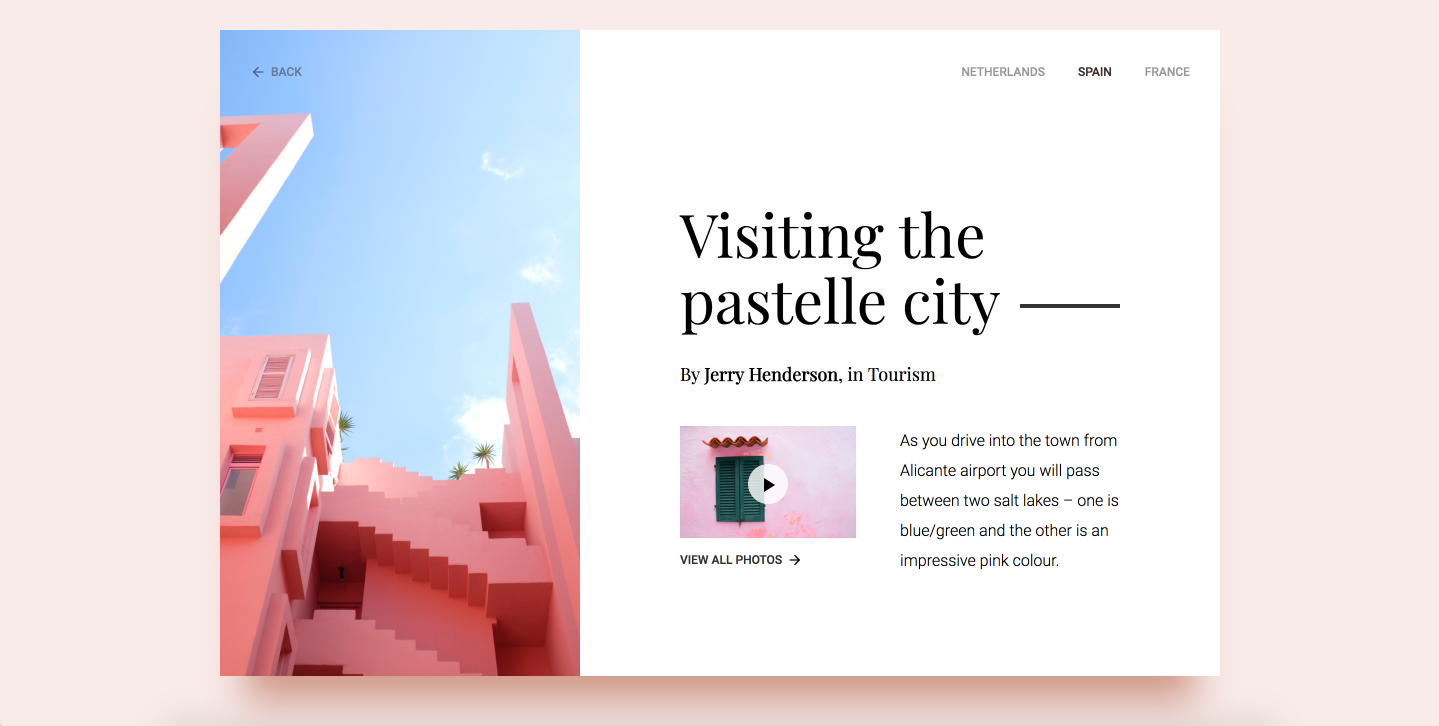 BACK
NETHERLANDS SPAIN FRANCE
Visiting the
pastelle city
By Jerry Henderson, in Tourism
VIEW ALL PHOTOS
As you drive into the town from
Alicante airport you will pass
between two salt lakes – one is
blue/green and the other is an
impressive pink colour.